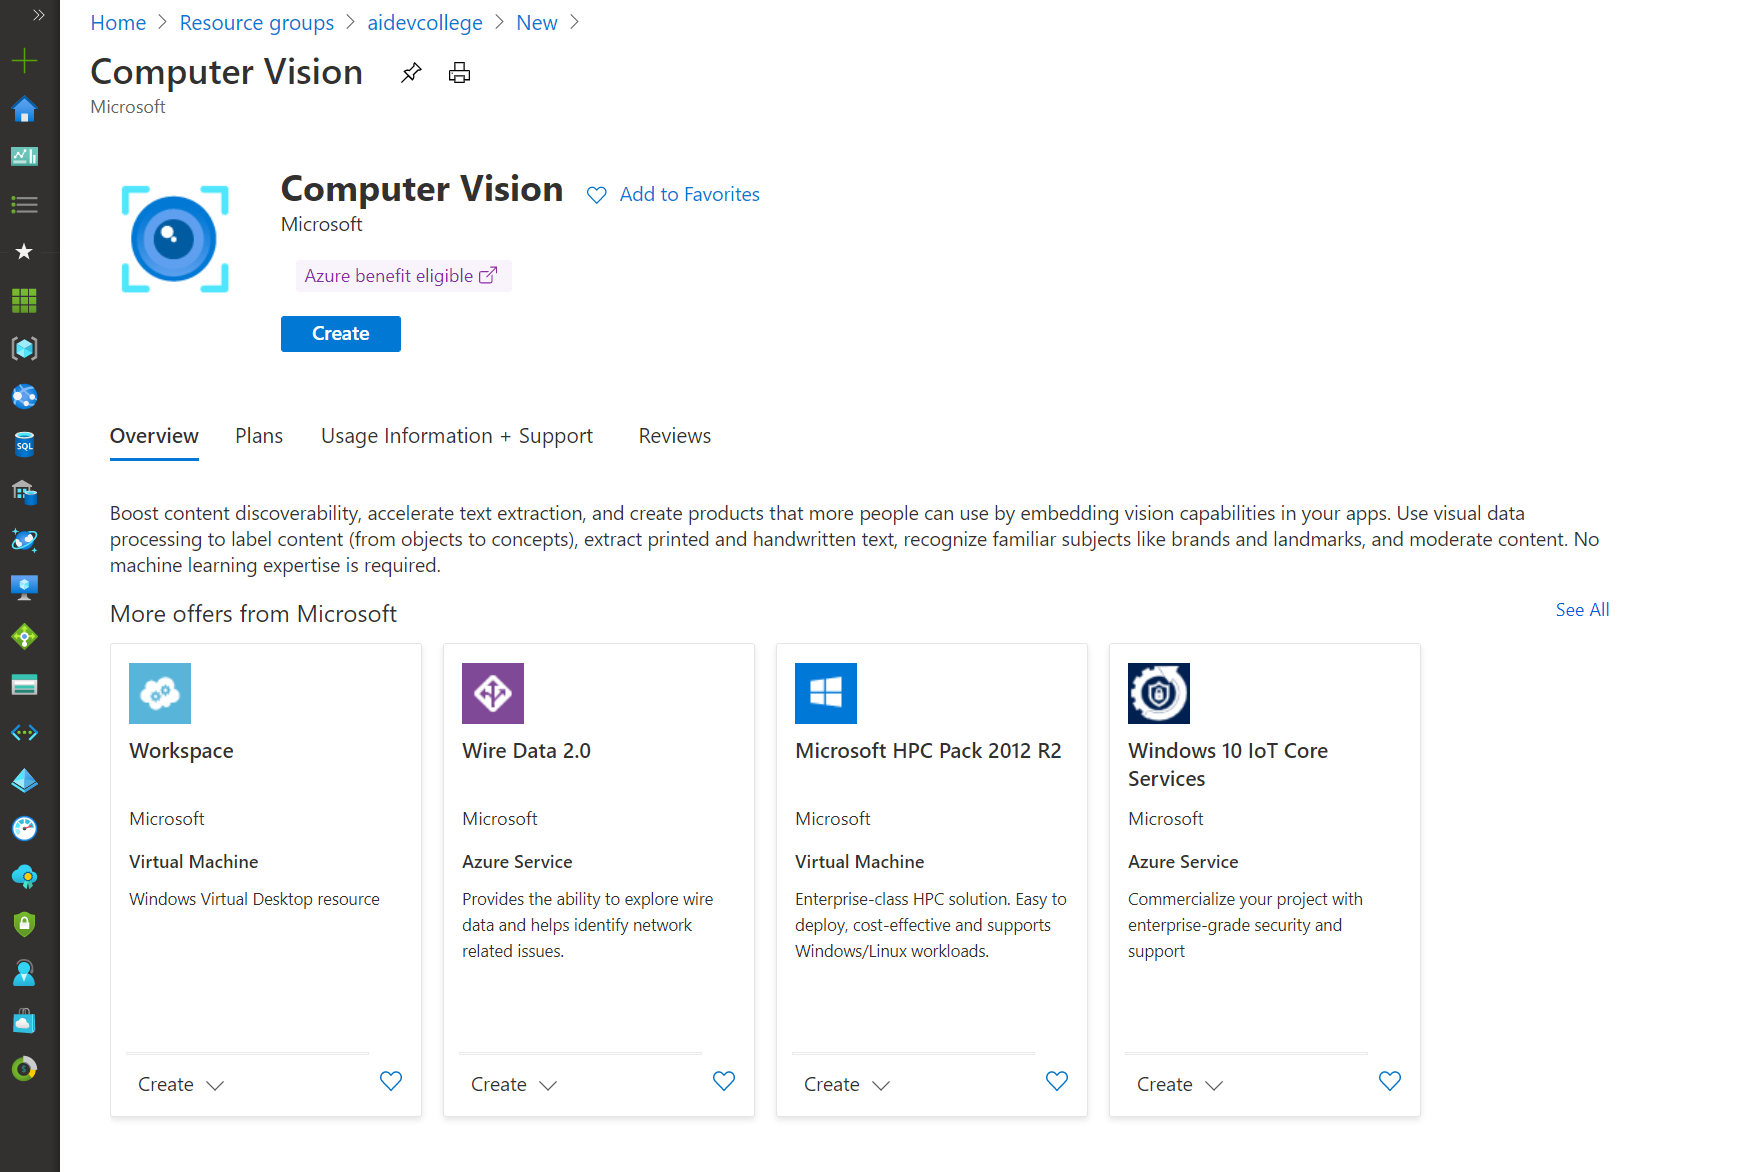 Home > Resource groups > aidevcollege > New >
Computer Vision
Microsoft
Computer Vision
Add to Favorites
Microsoft
Azure benefit eligible
Create
Overview Plans Usage Information + Support Reviews
Boost content discoverability, accelerate text extraction, and create products that more people can use by embedding vision capabilities in your apps. Use visual data
processing to label content (from objects to concepts), extract printed and handwritten text, recognize familiar subjects like brands and landmarks, and moderate content. No
machine learning expertise is required.
More offers from Microsoft
See All
Workspace
Microsoft
Virtual Machine
Windows Virtual Desktop resource
Create
Wire Data 2.0
Microsoft
Azure Service
Provides the ability to explore wire
data and helps identify network
related issues.
Create
Microsoft HPC Pack 2012 R2
Microsoft
Virtual Machine
Enterprise-class HPC solution. Easy to
deploy, cost-effective and supports
Windows/Linux workloads.
Create
Windows 10 IoT Core
Services
Microsoft
Azure Service
Commercialize your project with
enterprise-grade security and
support
Create
SQL